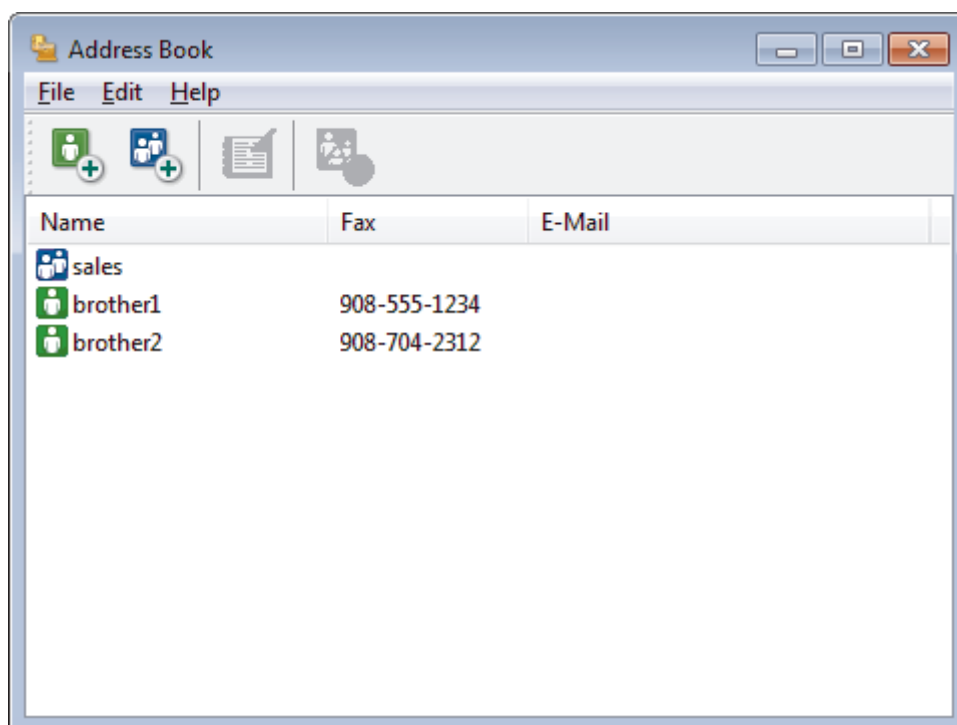 Address Book
File Edit Help
Name Fax E-Mail
sales
brother1 908-555-1234
brother2 908-704-2312